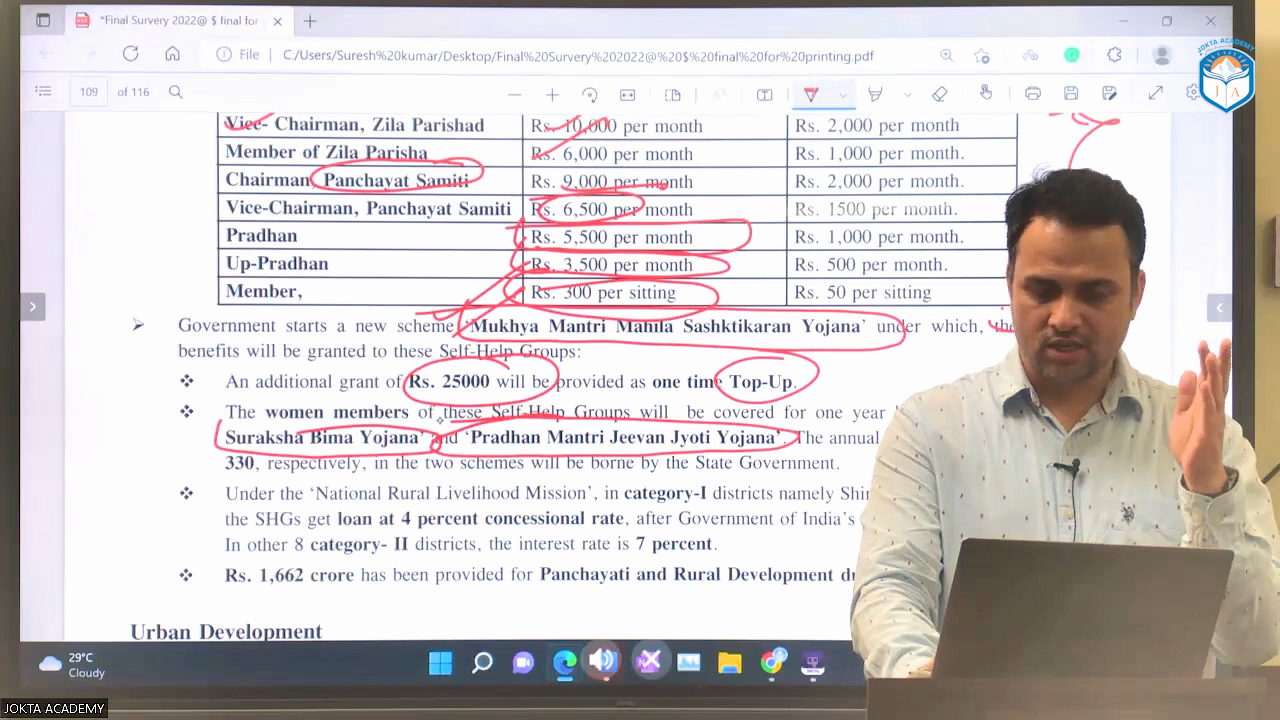 *Final Survery 2022@ $ final for
File C:/Users/Suresh%20kumar/Desktop/Final%20Survery%202022@%20$%20final%20for%20printing.pdf
JOKTA ACADEMY
J A
109 of 116
Vice- Chairman, Zila Parishad Rs. 10,000 per month Rs. 2,000 per month
Member of Zila Parisha Rs. 6,000 per month Rs. 1,000 per month.
Chairman Panchayat Samiti Rs. 9,000 per month Rs. 2,000 per month.
Vice-Chairman, Panchayat Samiti Rs. 6,500 per month Rs. 1500 per month.
Pradhan Rs. 5,500 per month Rs. 1,000 per month.
Up-Pradhan Rs. 3,500 per month Rs. 500 per month.
Member, Rs. 300 per sitting Rs. 50 per sitting
Government starts a new scheme 'Mukhya Mantri Mahila Sashktikaran Yojana' under which, the
benefits will be granted to these Self-Help Groups:
An additional grant of Rs. 25000 will be provided as one time Top-Up.
The women members of these Self-Help Groups will be covered for one year
Suraksha Bima Yojana' and 'Pradhan Mantri Jeevan Jyoti Yojana'. The annual
330, respectively, in the two schemes will be borne by the State Government.
Under the 'National Rural Livelihood Mission', in category-I districts namely
the SHGs get loan at 4 percent concessional rate, after Government of India's
In other 8 category- II districts, the interest rate is 7 percent.
Rs. 1,662 crore has been provided for Panchayati and Rural Development
Urban Development
29°C
Cloudy
JOKTA ACADEMY